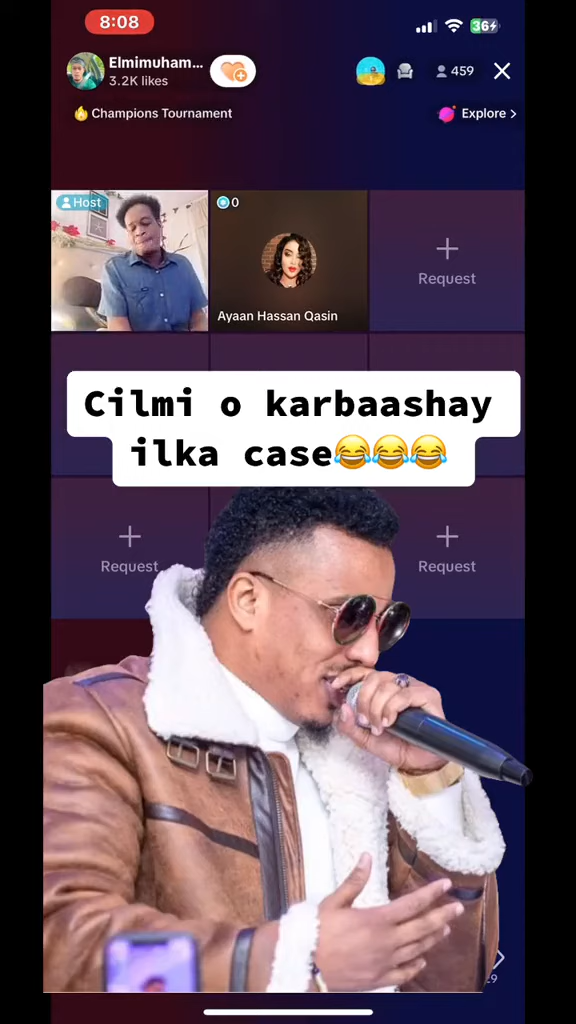 8:08
36
Elmimuham...
3.2K likes
459
Champions Tournament
Explore >
Host
0
Ayaan Hassan Qasin
Request
Cilmi o karbaashay
ilka case😂😂😂
Request
Request